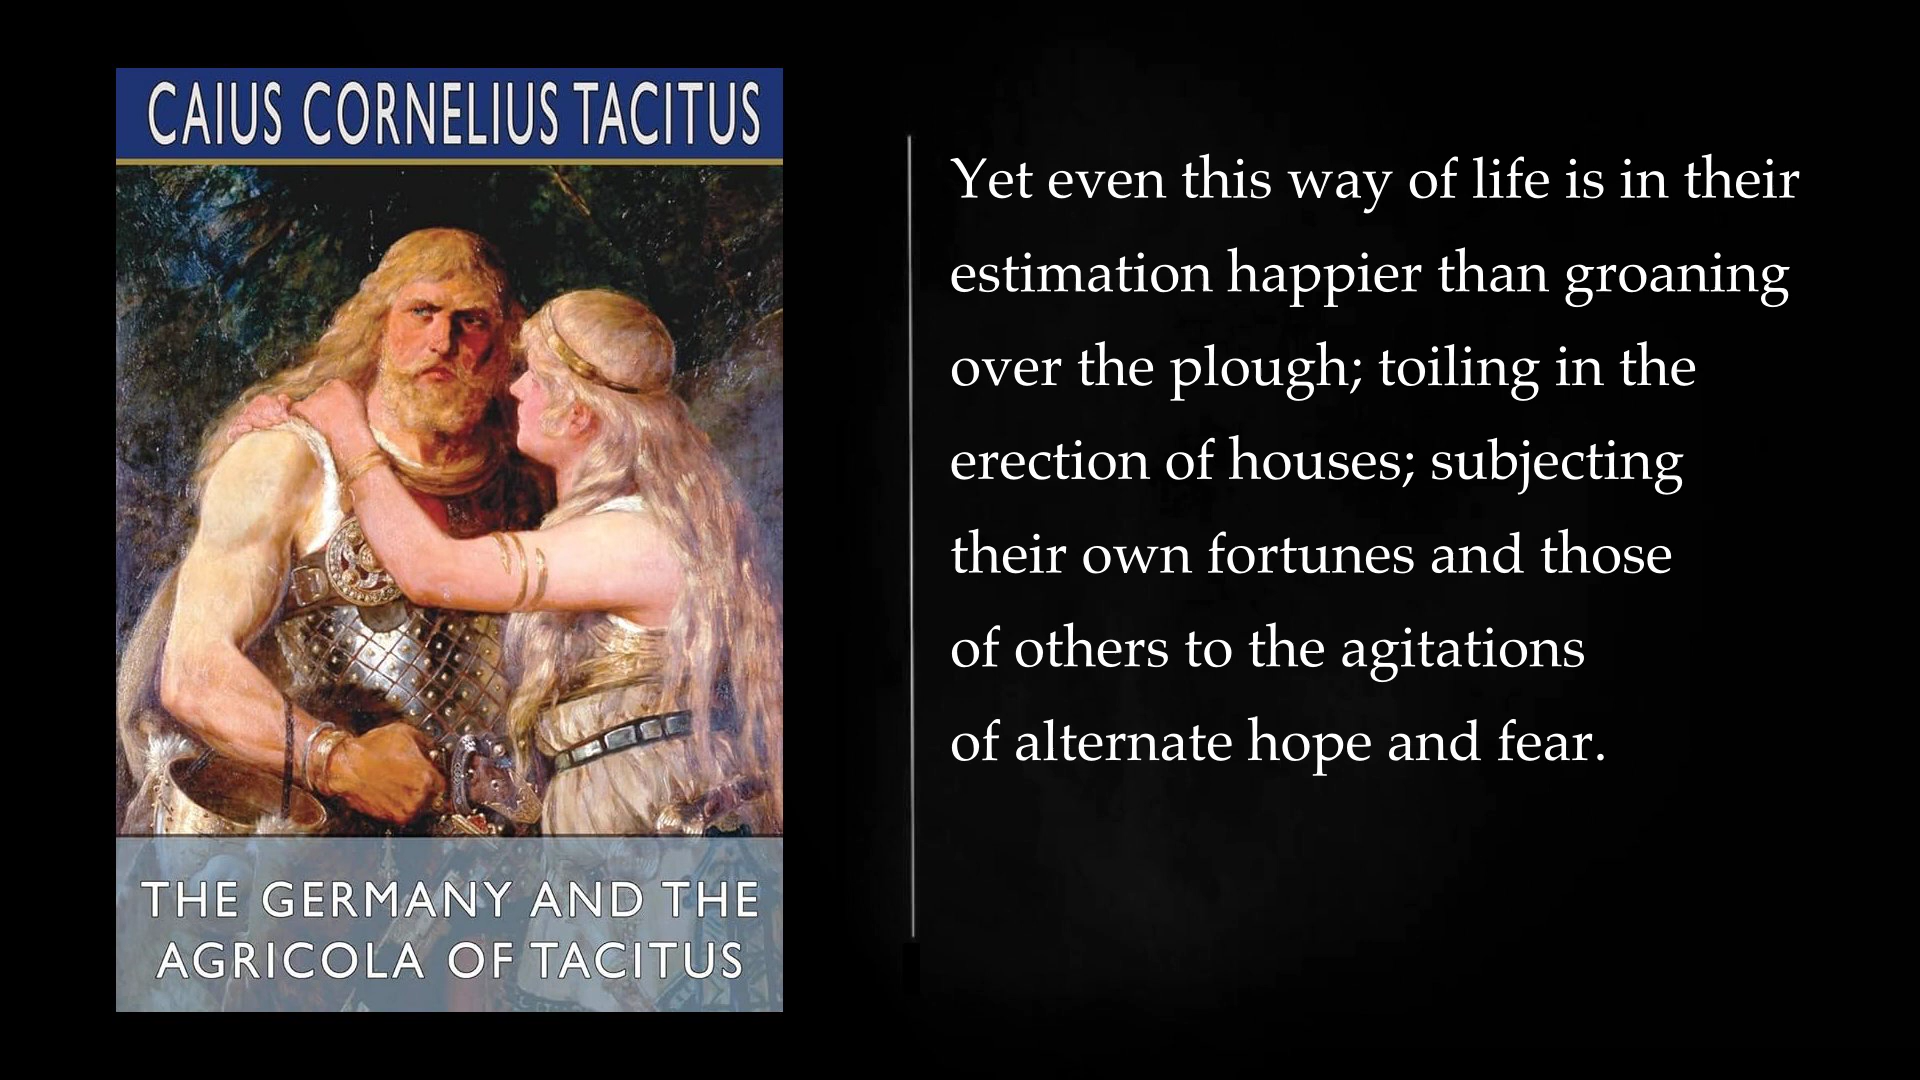 CAIUS CORNELIUS TACITUS
THE GERMANY AND THE
AGRICOLA OF TACITUS
Yet even this way of life is in their
estimation happier than groaning
over the plough; toiling in the
erection of houses; subjecting
their own fortunes and those
of others to the agitations
of alternate hope and fear.